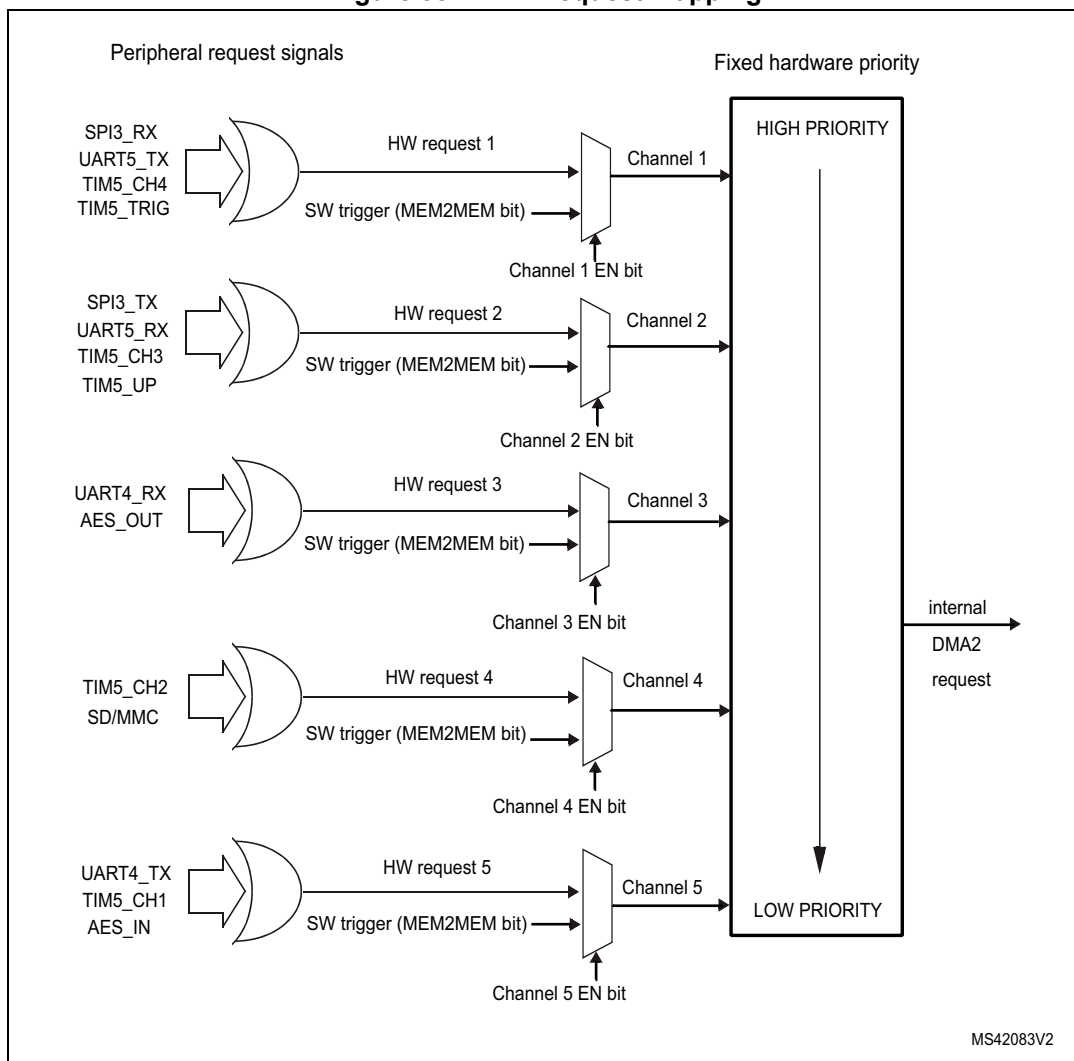 Peripheral request signals
Fixed hardware priority
SPI3_RX
UART5_TX
TIM5_CH4
TIM5_TRIG
HW request 1
SW trigger (MEM2MEM bit)
Channel 1
Channel 1 EN bit
HIGH PRIORITY
SPI3_TX
UART5_RX
TIM5_CH3
TIM5_UP
HW request 2
SW trigger (MEM2MEM bit)
Channel 2
Channel 2 EN bit
UART4_RX
AES_OUT
HW request 3
SW trigger (MEM2MEM bit)
Channel 3
Channel 3 EN bit
internal
DMA2
request
TIM5_CH2
SD/MMC
HW request 4
SW trigger (MEM2MEM bit)
Channel 4
Channel 4 EN bit
UART4_TX
TIM5_CH1
AES_IN
HW request 5
SW trigger (MEM2MEM bit)
Channel 5
Channel 5 EN bit
LOW PRIORITY
MS42083V2